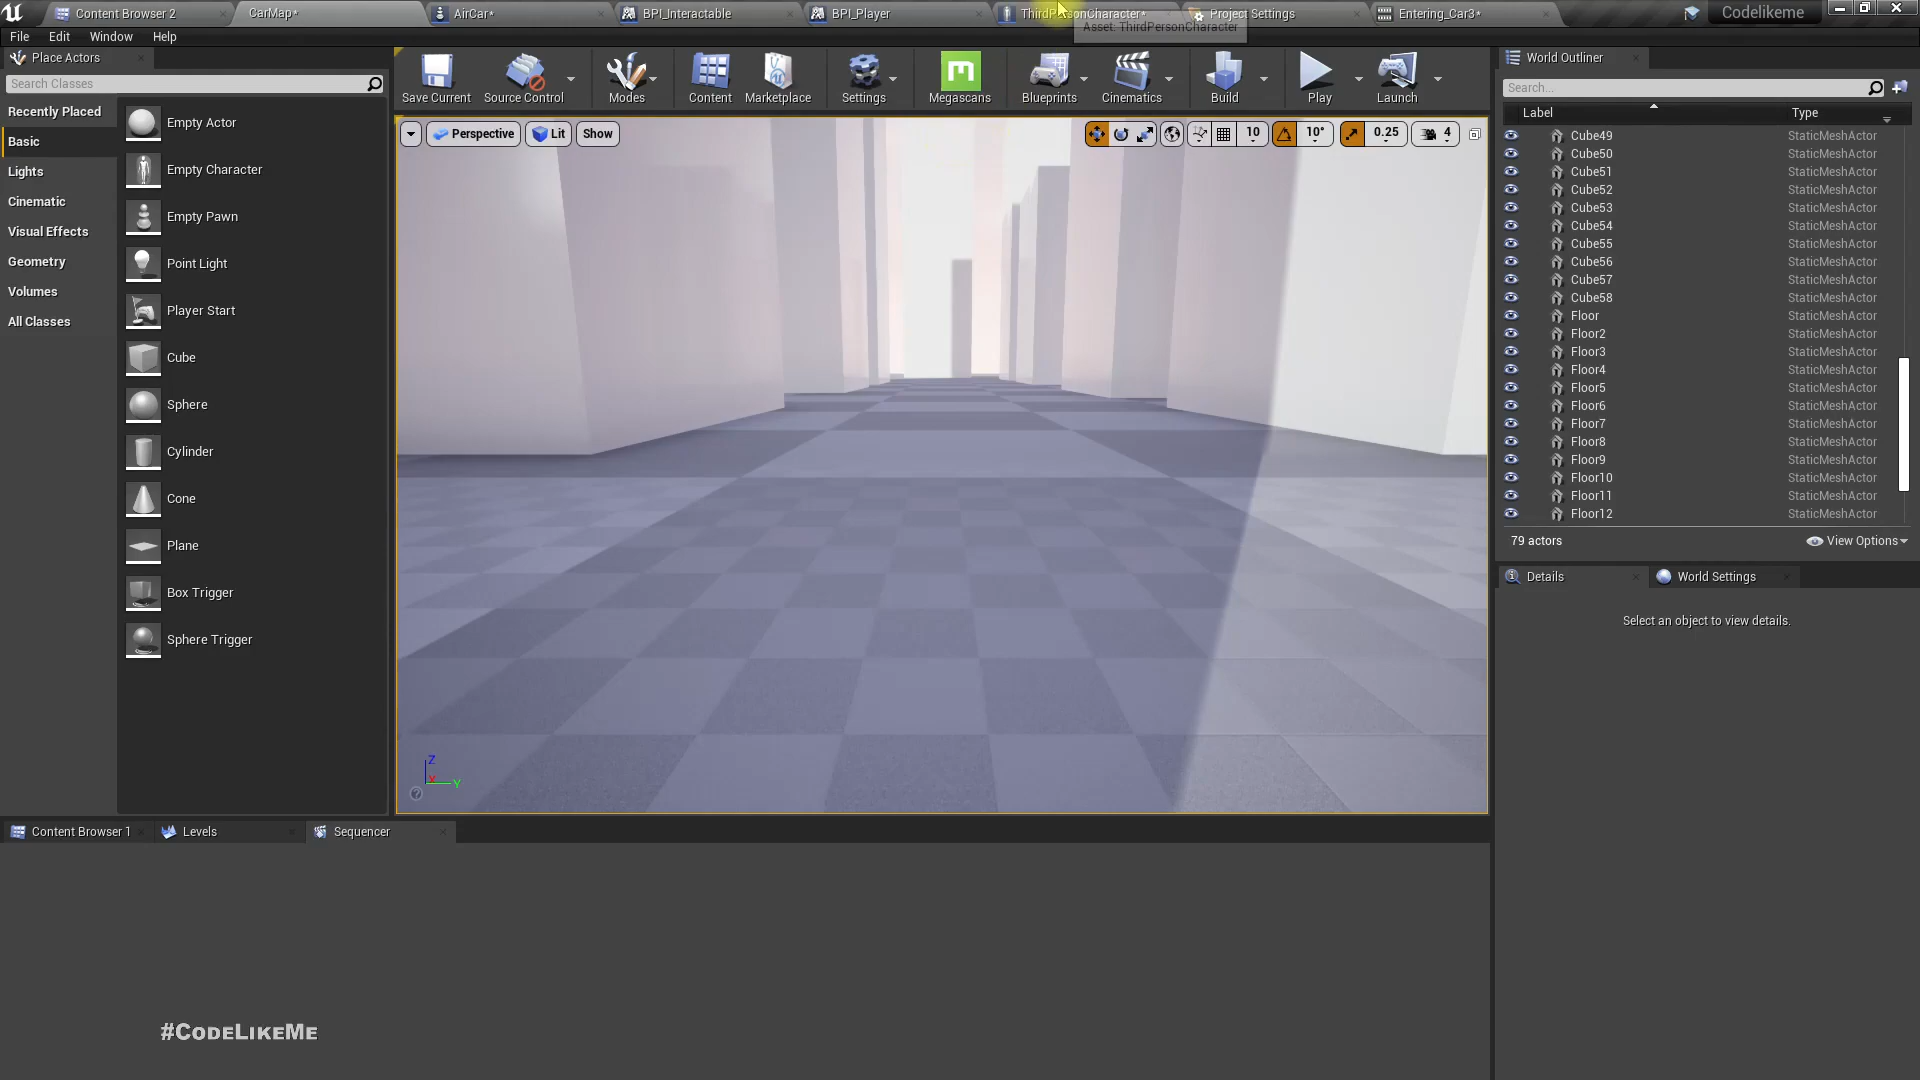 Content Browser 2
CarMap*
AirCar*
BPI_Interactable
BPI_Player
ThirdPersonCharacter*
Project Settings
Entering_Car3*
Codelikeme
Asset: ThirdPersonCharacter
File
Edit
Window
Help
Place Actors
Search Classes
Recently Placed
Basic
Lights
Cinematic
Visual Effects
Geometry
Volumes
All Classes
Empty Actor
Empty Character
Empty Pawn
Point Light
Player Start
Cube
Sphere
Cylinder
Cone
Plane
Box Trigger
Sphere Trigger
Save Current
Source Control
Modes
Content
Marketplace
Settings
Megascans
Blueprints
Cinematics
Build
Play
Launch
Perspective
Lit
Show
10
10°
0.25
4
Z
X
Y
World Outliner
Search...
Label
Type
Cube49 StaticMeshActor
Cube50 StaticMeshActor
Cube51 StaticMeshActor
Cube52 StaticMeshActor
Cube53 StaticMeshActor
Cube54 StaticMeshActor
Cube55 StaticMeshActor
Cube56 StaticMeshActor
Cube57 StaticMeshActor
Cube58 StaticMeshActor
Floor StaticMeshActor
Floor2 StaticMeshActor
Floor3 StaticMeshActor
Floor4 StaticMeshActor
Floor5 StaticMeshActor
Floor6 StaticMeshActor
Floor7 StaticMeshActor
Floor8 StaticMeshActor
Floor9 StaticMeshActor
Floor10 StaticMeshActor
Floor11 StaticMeshActor
Floor12 StaticMeshActor
79 actors
View Options
Details
World Settings
Select an object to view details.
Content Browser 1
Levels
Sequencer
#CodeLikeMe